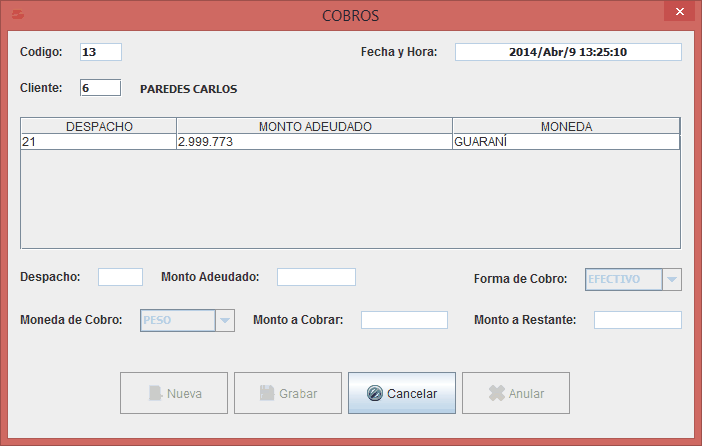 COBROS
Codigo: 13 Fecha y Hora: 2014/Abr/9 13:25:10
Cliente: 6 PAREDES CARLOS
DESPACHO MONTO ADEUDADO MONEDA
21 2.999.773 GUARANÍ
Despacho: Monto Adeudado: Forma de Cobro: EFECTIVO
Moneda de Cobro: PESO Monto a Cobrar: Monto a Restante:
Nueva Grabar Cancelar Anular